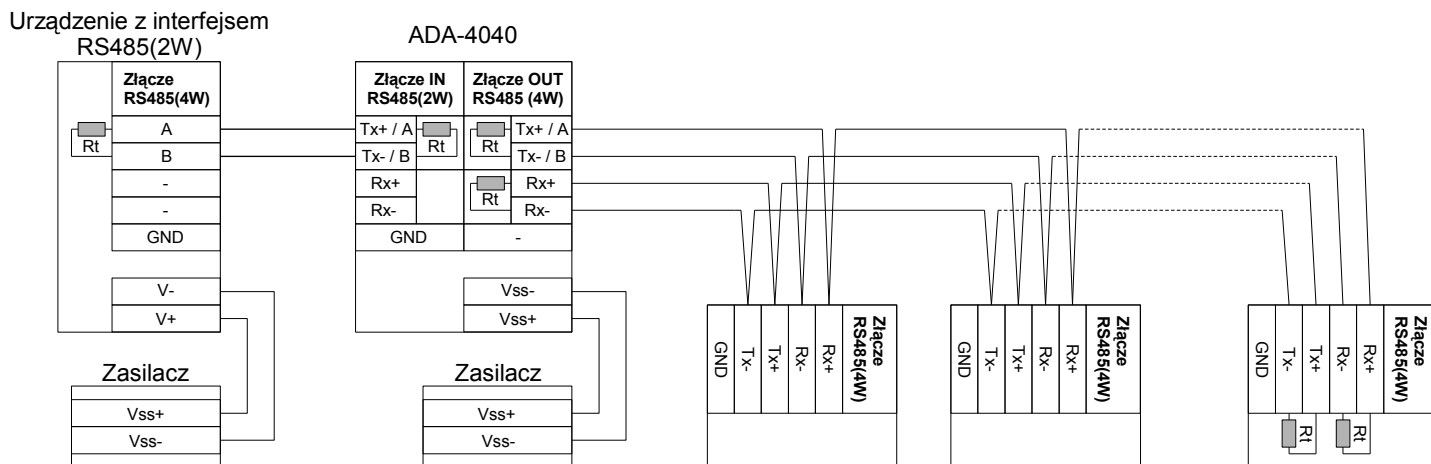 Urządzenie z interfejsem
RS485(2W)
Złącze
RS485(4W)
Rt
A
B
-
-
GND
V-
V+
Zasilacz
Vss+
Vss-
ADA-4040
Złącze IN
RS485(2W)
Złącze OUT
RS485 (4W)
Tx+ / A
Rt
Rt
Tx+ / A
Tx- / B
Tx- / B
Rx+
Rt
Rx+
Rx-
Rx-
GND
-
Vss-
Vss+
Zasilacz
Vss+
Vss-
GND
Tx-
Tx+
Rx-
Rx+
Złącze
RS485(4W)
GND
Tx-
Tx+
Rx-
Rx+
Złącze
RS485(4W)
GND
Tx-
Tx+
Rx-
Rx+
Złącze
RS485(4W)
Rt
Rt